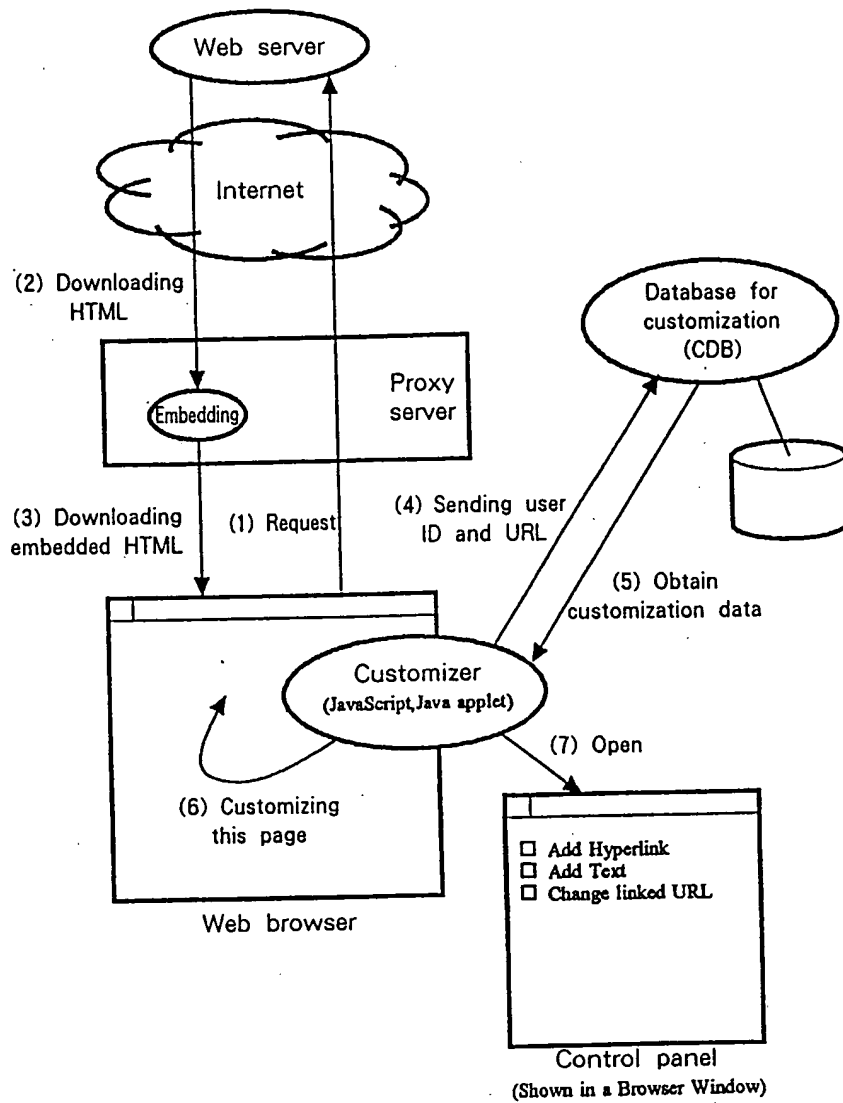 Web server
Internet
(2) Downloading
HTML
Database for
customization
(CDB)
Proxy
server
Embedding
(3) Downloading
embedded HTML
(1) Request
(4) Sending user
ID and URL
(5) Obtain
customization data
Customizer
(JavaScript,Java applet)
(7) Open
(6) Customizing
this page
Add Hyperlink
Add Text
Change linked URL
Web browser
Control panel
(Shown in a Browser Window)